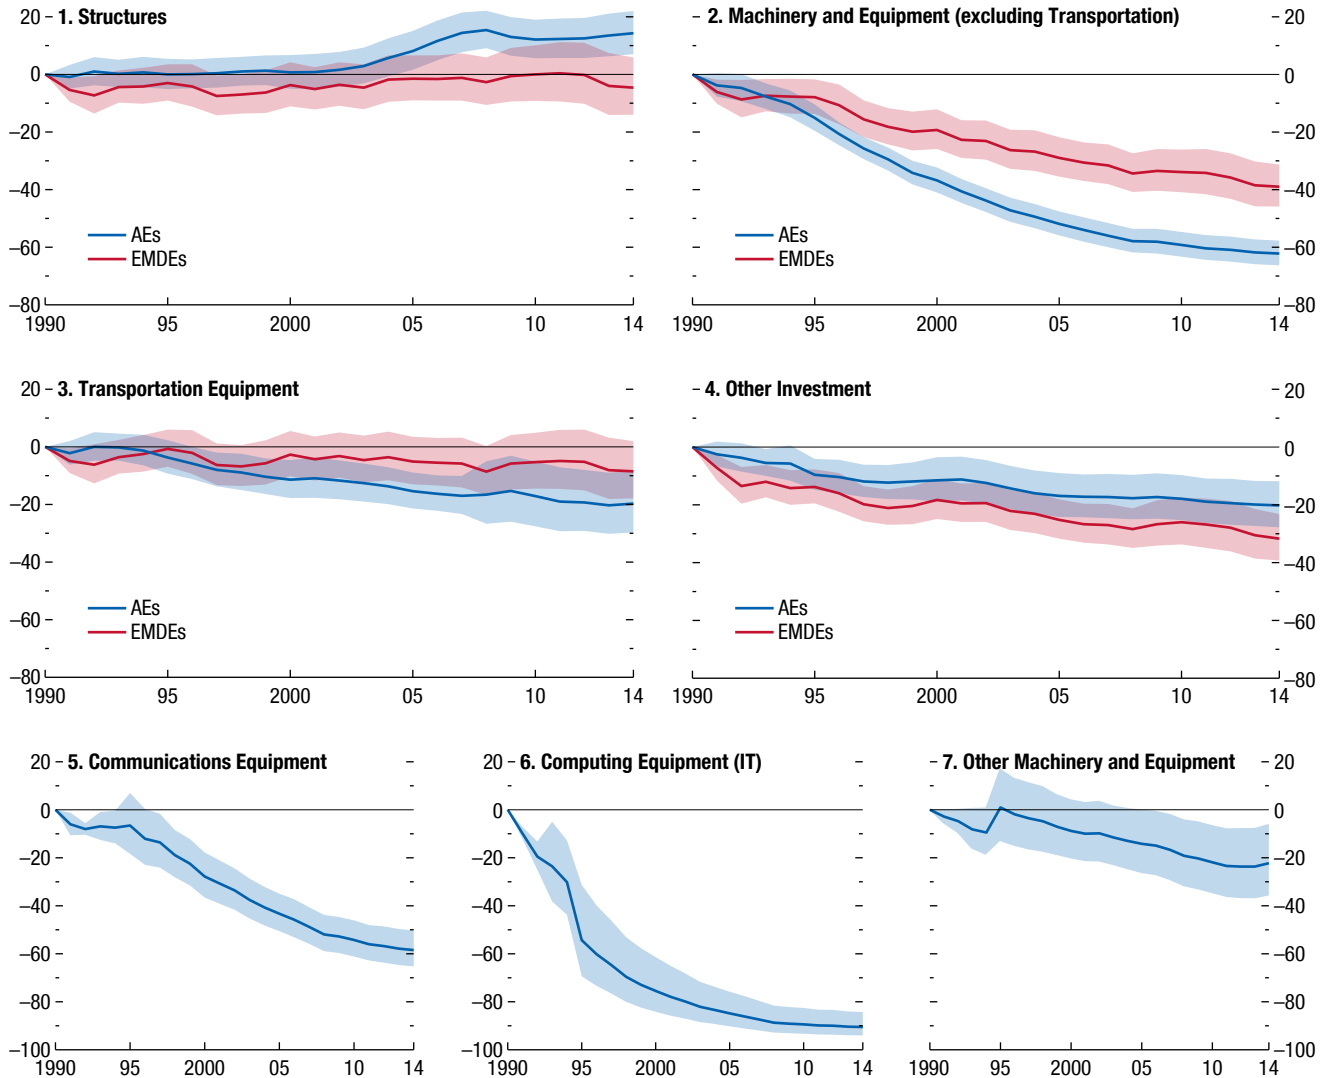 1. Structures
20
0
–20
–40
–60
–80
AEs
EMDEs
1990 95 2000 05 10 14
2. Machinery and Equipment (excluding Transportation)
20
0
–20
–40
–60
–80
AEs
EMDEs
1990 95 2000 05 10 14
3. Transportation Equipment
20
0
–20
–40
–60
–80
AEs
EMDEs
1990 95 2000 05 10 14
4. Other Investment
20
0
–20
–40
–60
–80
AEs
EMDEs
1990 95 2000 05 10 14
5. Communications Equipment
20
0
–20
–40
–60
–80
–100
1990 95 2000 05 10 14
6. Computing Equipment (IT)
20
0
–20
–40
–60
–80
–100
1990 95 2000 05 10 14
7. Other Machinery and Equipment
20
0
–20
–40
–60
–80
–100
1990 95 2000 05 10 14